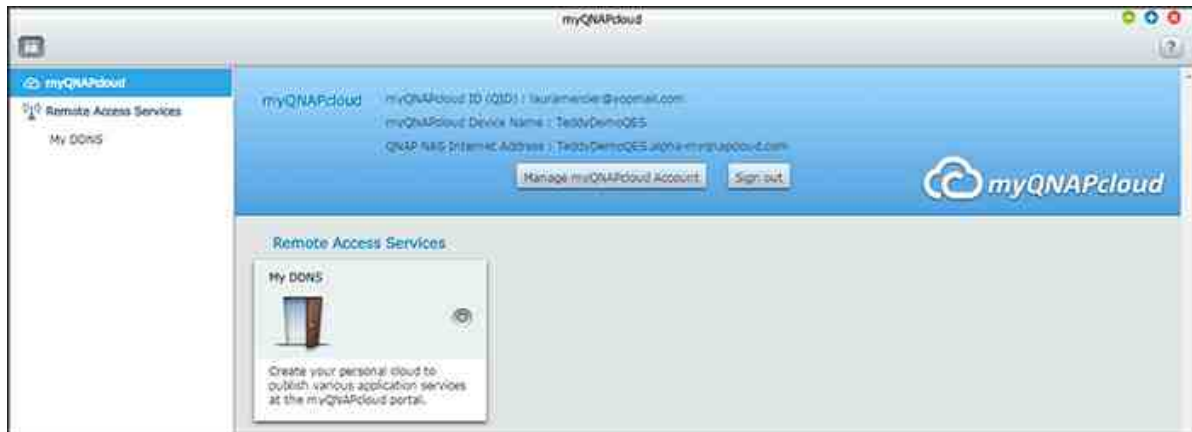 myQNAPcloud
?
myQNAPcloud
Remote Access Services
My DDNS
myQNAPcloud
myQNAPcloud ID (QID) : lauramercier@yopmail.com
myQNAPcloud Device Name : TeddyDemoQES
QNAP NAS Internet Address : TeddyDemoQES.alpha-myqnapcloud.com
Manage myQNAPcloud Account
Sign out
myQNAPcloud
Remote Access Services
My DDNS
Create your personal cloud to
publish various application services
at the myQNAPcloud portal.